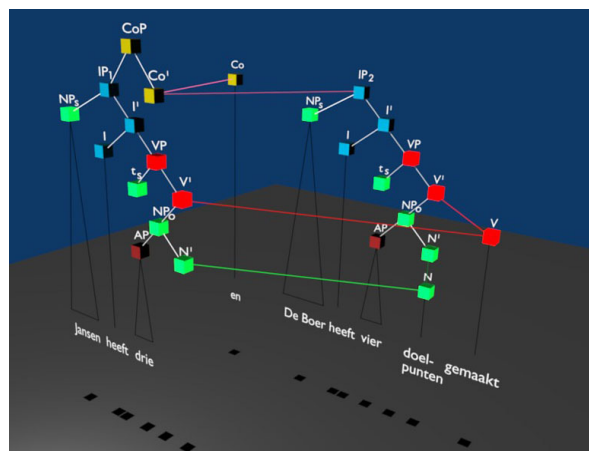 CoP
Co
IP1
Co'
IP2
NPs
NPs
I'
I'
I
I
VP
VP
ts
ts
V'
V'
NPo
NPo
V
AP
AP
N'
N'
N
en
De Boer heeft vier
Jansen heeft drie
doel-
punten
gemaakt